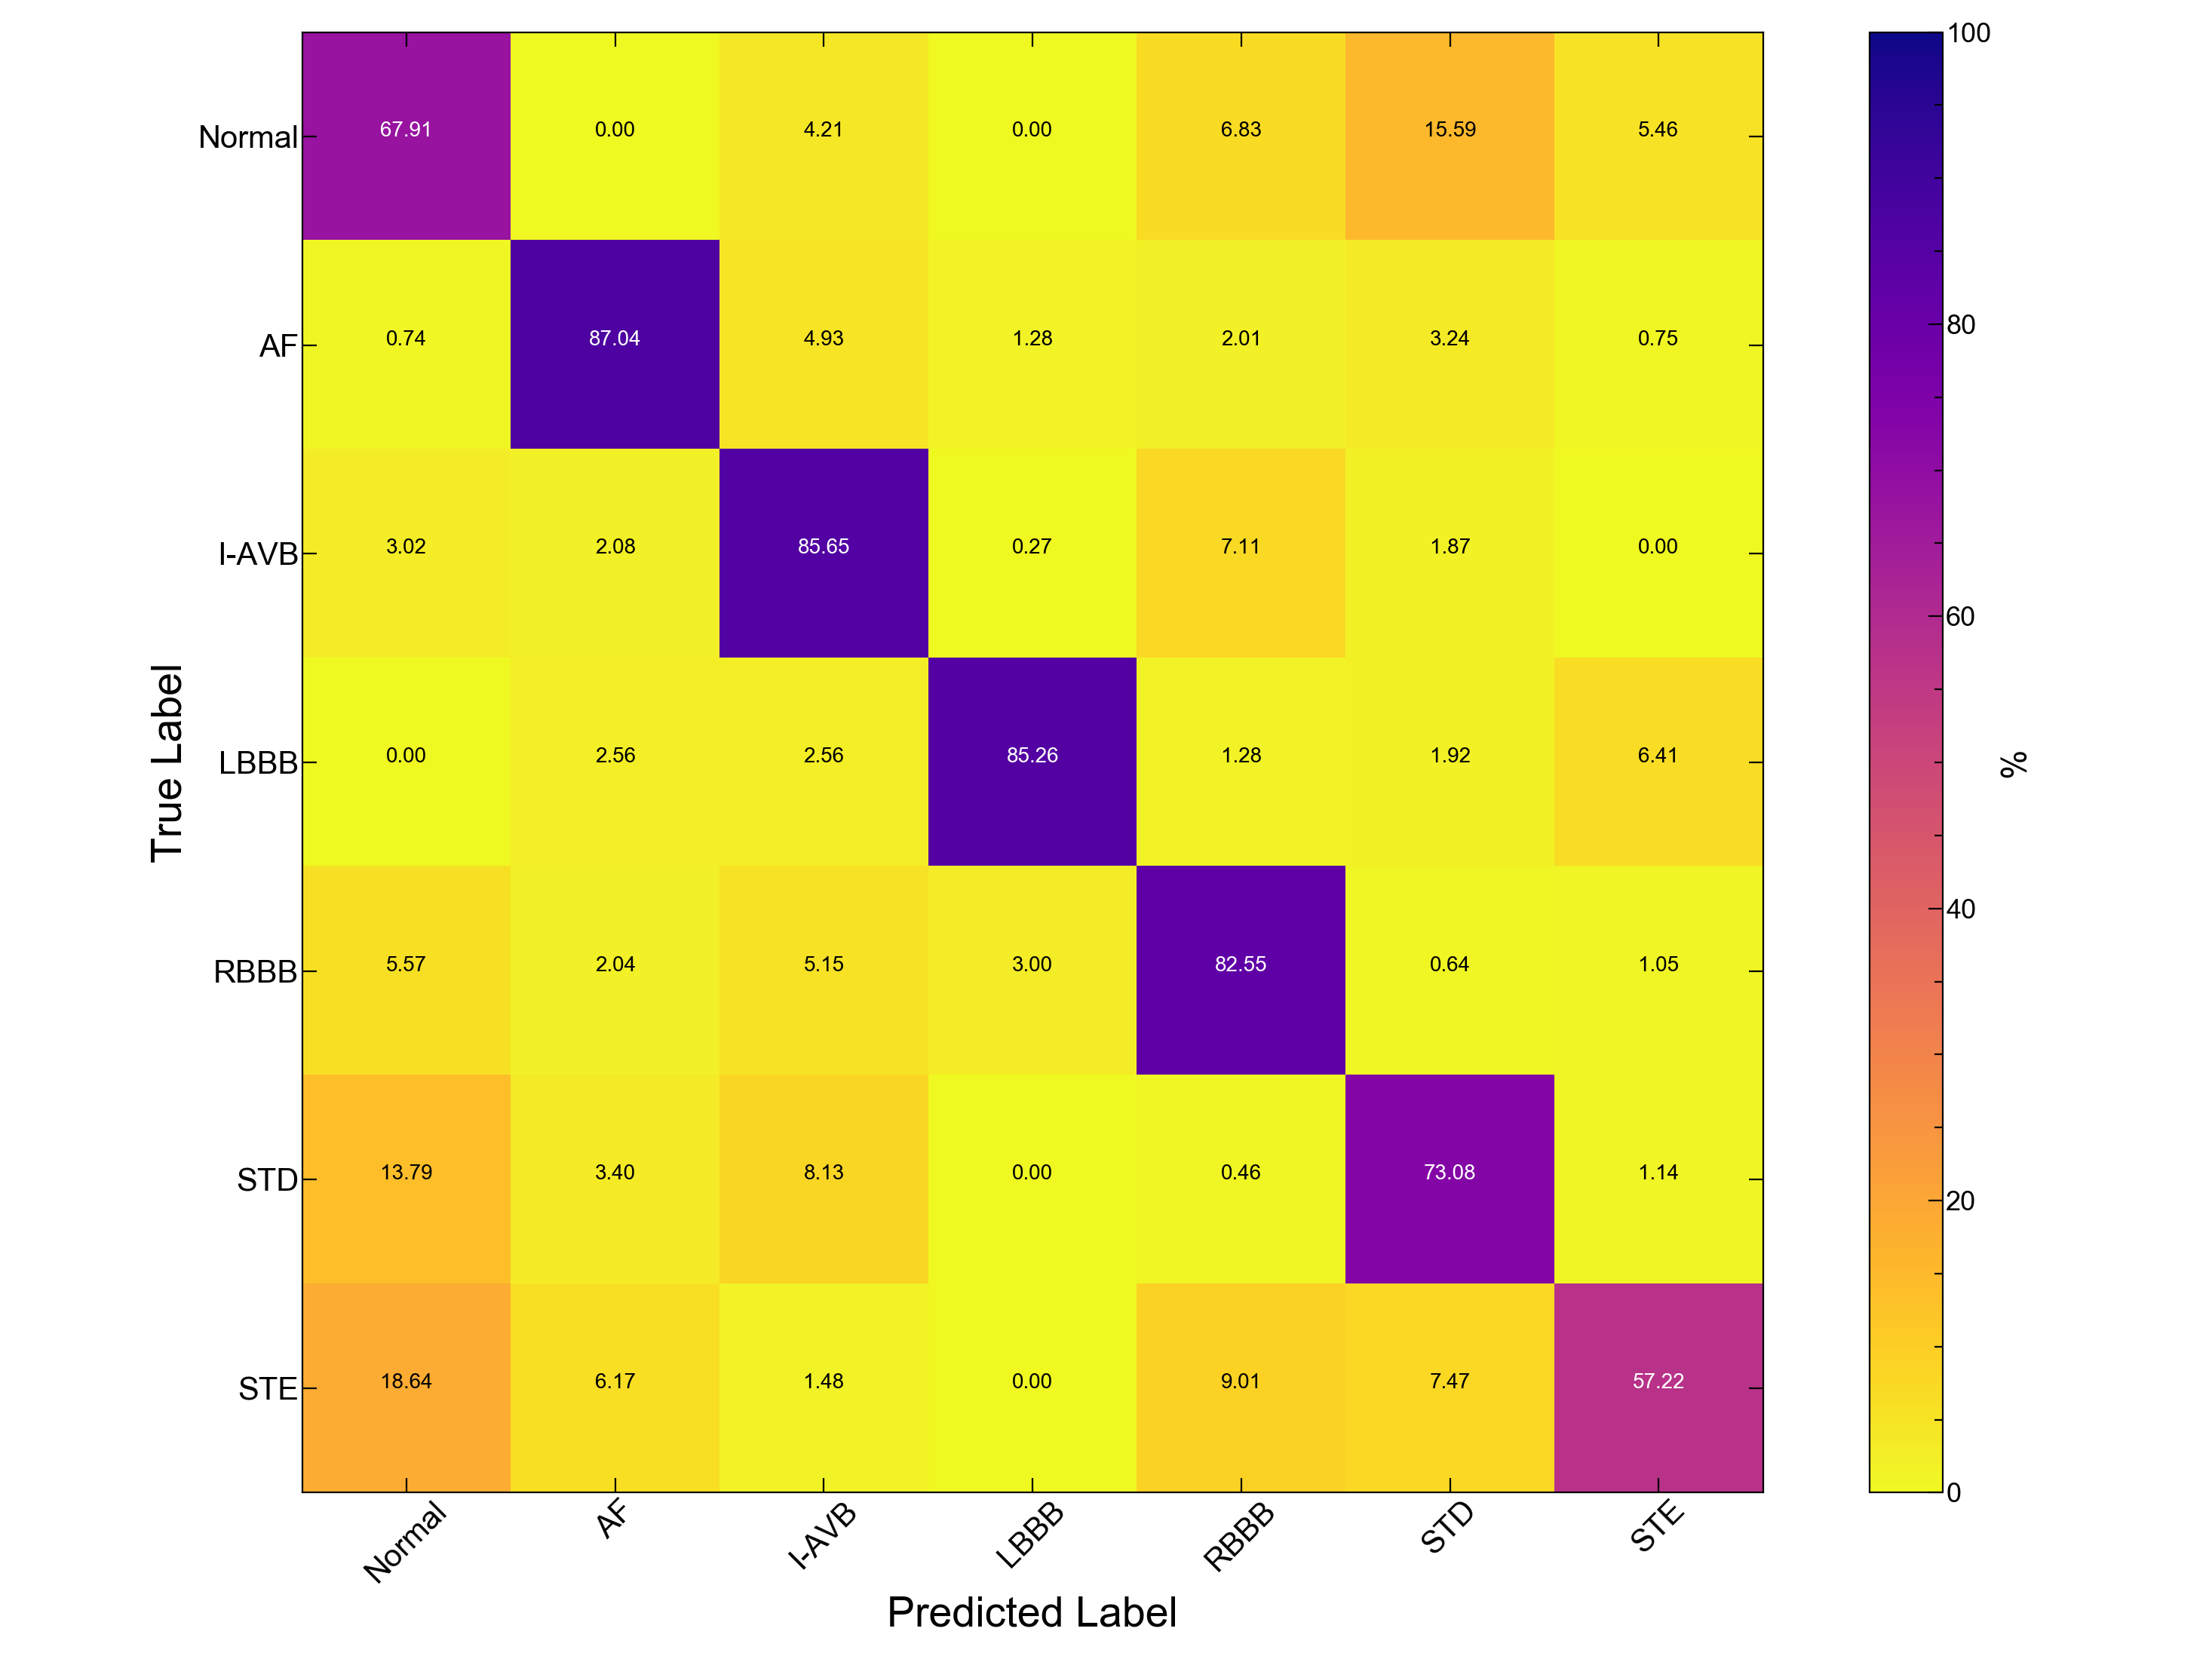 100
Normal 67.91 0.00 4.21 0.00 6.83 15.59 5.46
AF 0.74 87.04 4.93 1.28 2.01 3.24 0.75
80
I-AVB 3.02 2.08 85.65 0.27 7.11 1.87 0.00
60
True Label
LBBB 0.00 2.56 2.56 85.26 1.28 1.92 6.41
%
40
RBBB 5.57 2.04 5.15 3.00 82.55 0.64 1.05
STD 13.79 3.40 8.13 0.00 0.46 73.08 1.14
20
STE 18.64 6.17 1.48 0.00 9.01 7.47 57.22
0
Normal AF I-AVB LBBB RBBB STD STE
Predicted Label